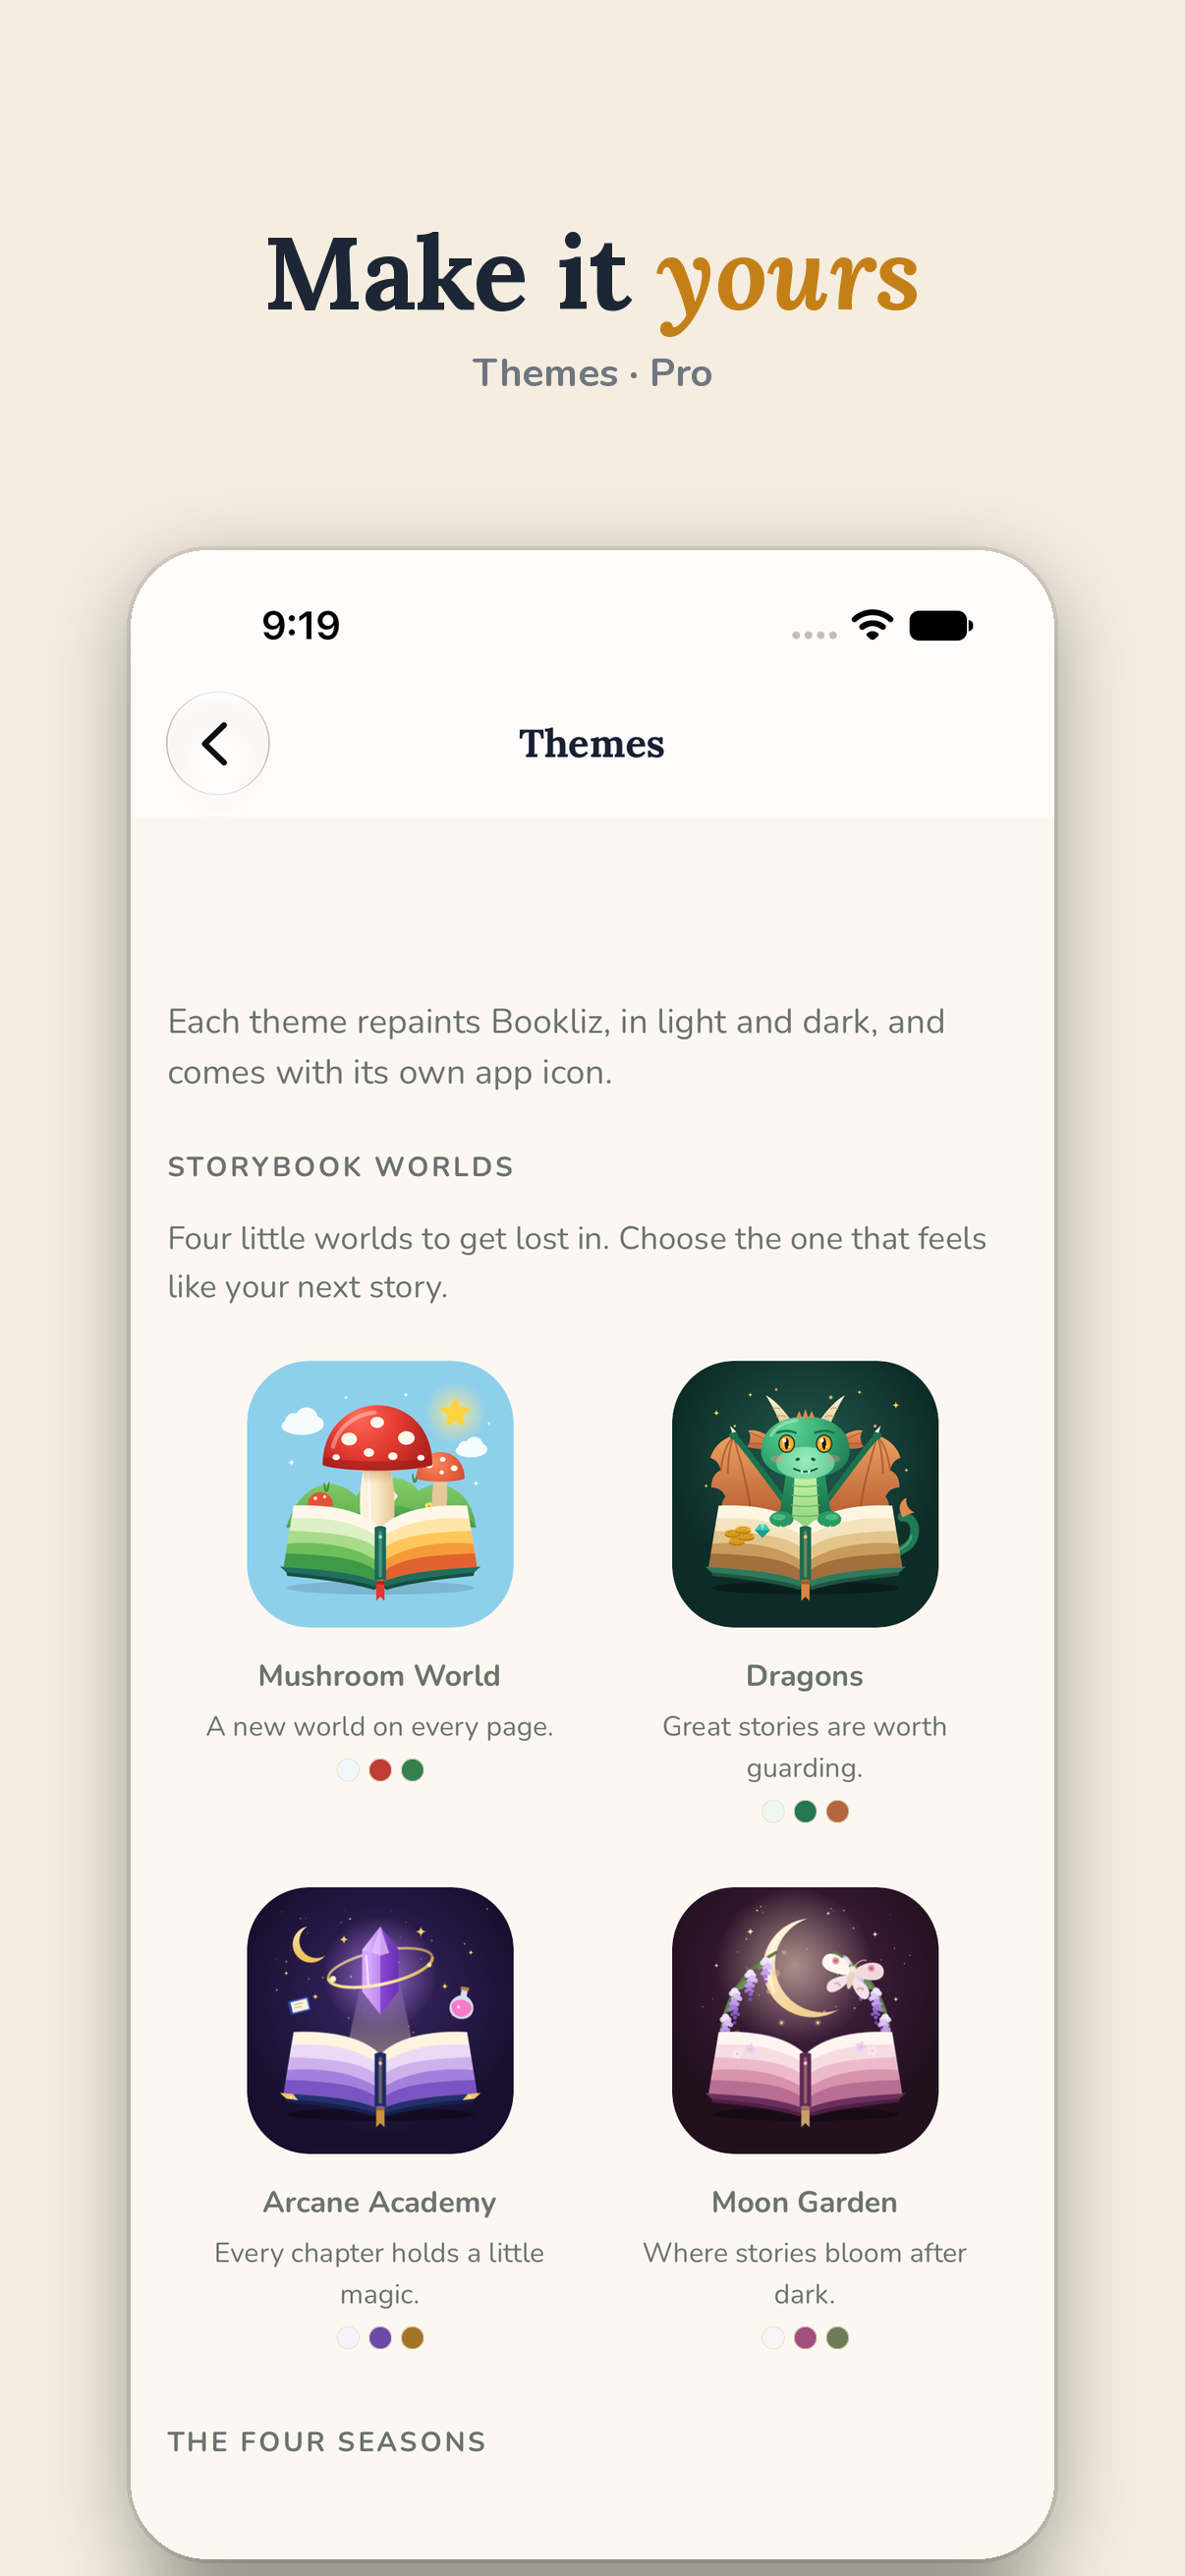 Make it yours
Themes · Pro
9:19
Themes
Each theme repaints Bookliz, in light and dark, and
comes with its own app icon.
STORYBOOK WORLDS
Four little worlds to get lost in. Choose the one that feels
like your next story.
Mushroom World
A new world on every page.
Dragons
Great stories are worth
guarding.
Arcane Academy
Every chapter holds a little
magic.
Moon Garden
Where stories bloom after
dark.
THE FOUR SEASONS